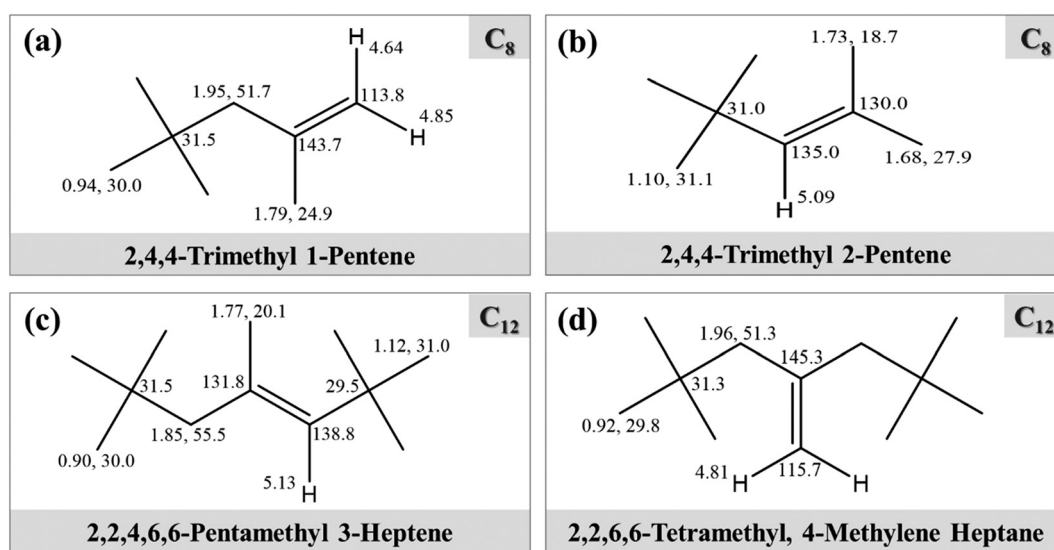 (a)
C8
H
4.64
1.95, 51.7
113.8
4.85
H
31.5
143.7
0.94, 30.0
1.79, 24.9
2,4,4-Trimethyl 1-Pentene
(b)
C8
1.73, 18.7
31.0
130.0
135.0
1.68, 27.9
1.10, 31.1
5.09
H
2,4,4-Trimethyl 2-Pentene
(c)
C12
1.77, 20.1
1.12, 31.0
131.8
29.5
31.5
138.8
1.85, 55.5
0.90, 30.0
5.13
H
2,2,4,6,6-Pentamethyl 3-Heptene
(d)
C12
1.96, 51.3
145.3
31.3
0.92, 29.8
4.81
H
115.7
H
2,2,6,6-Tetramethyl, 4-Methylene Heptane